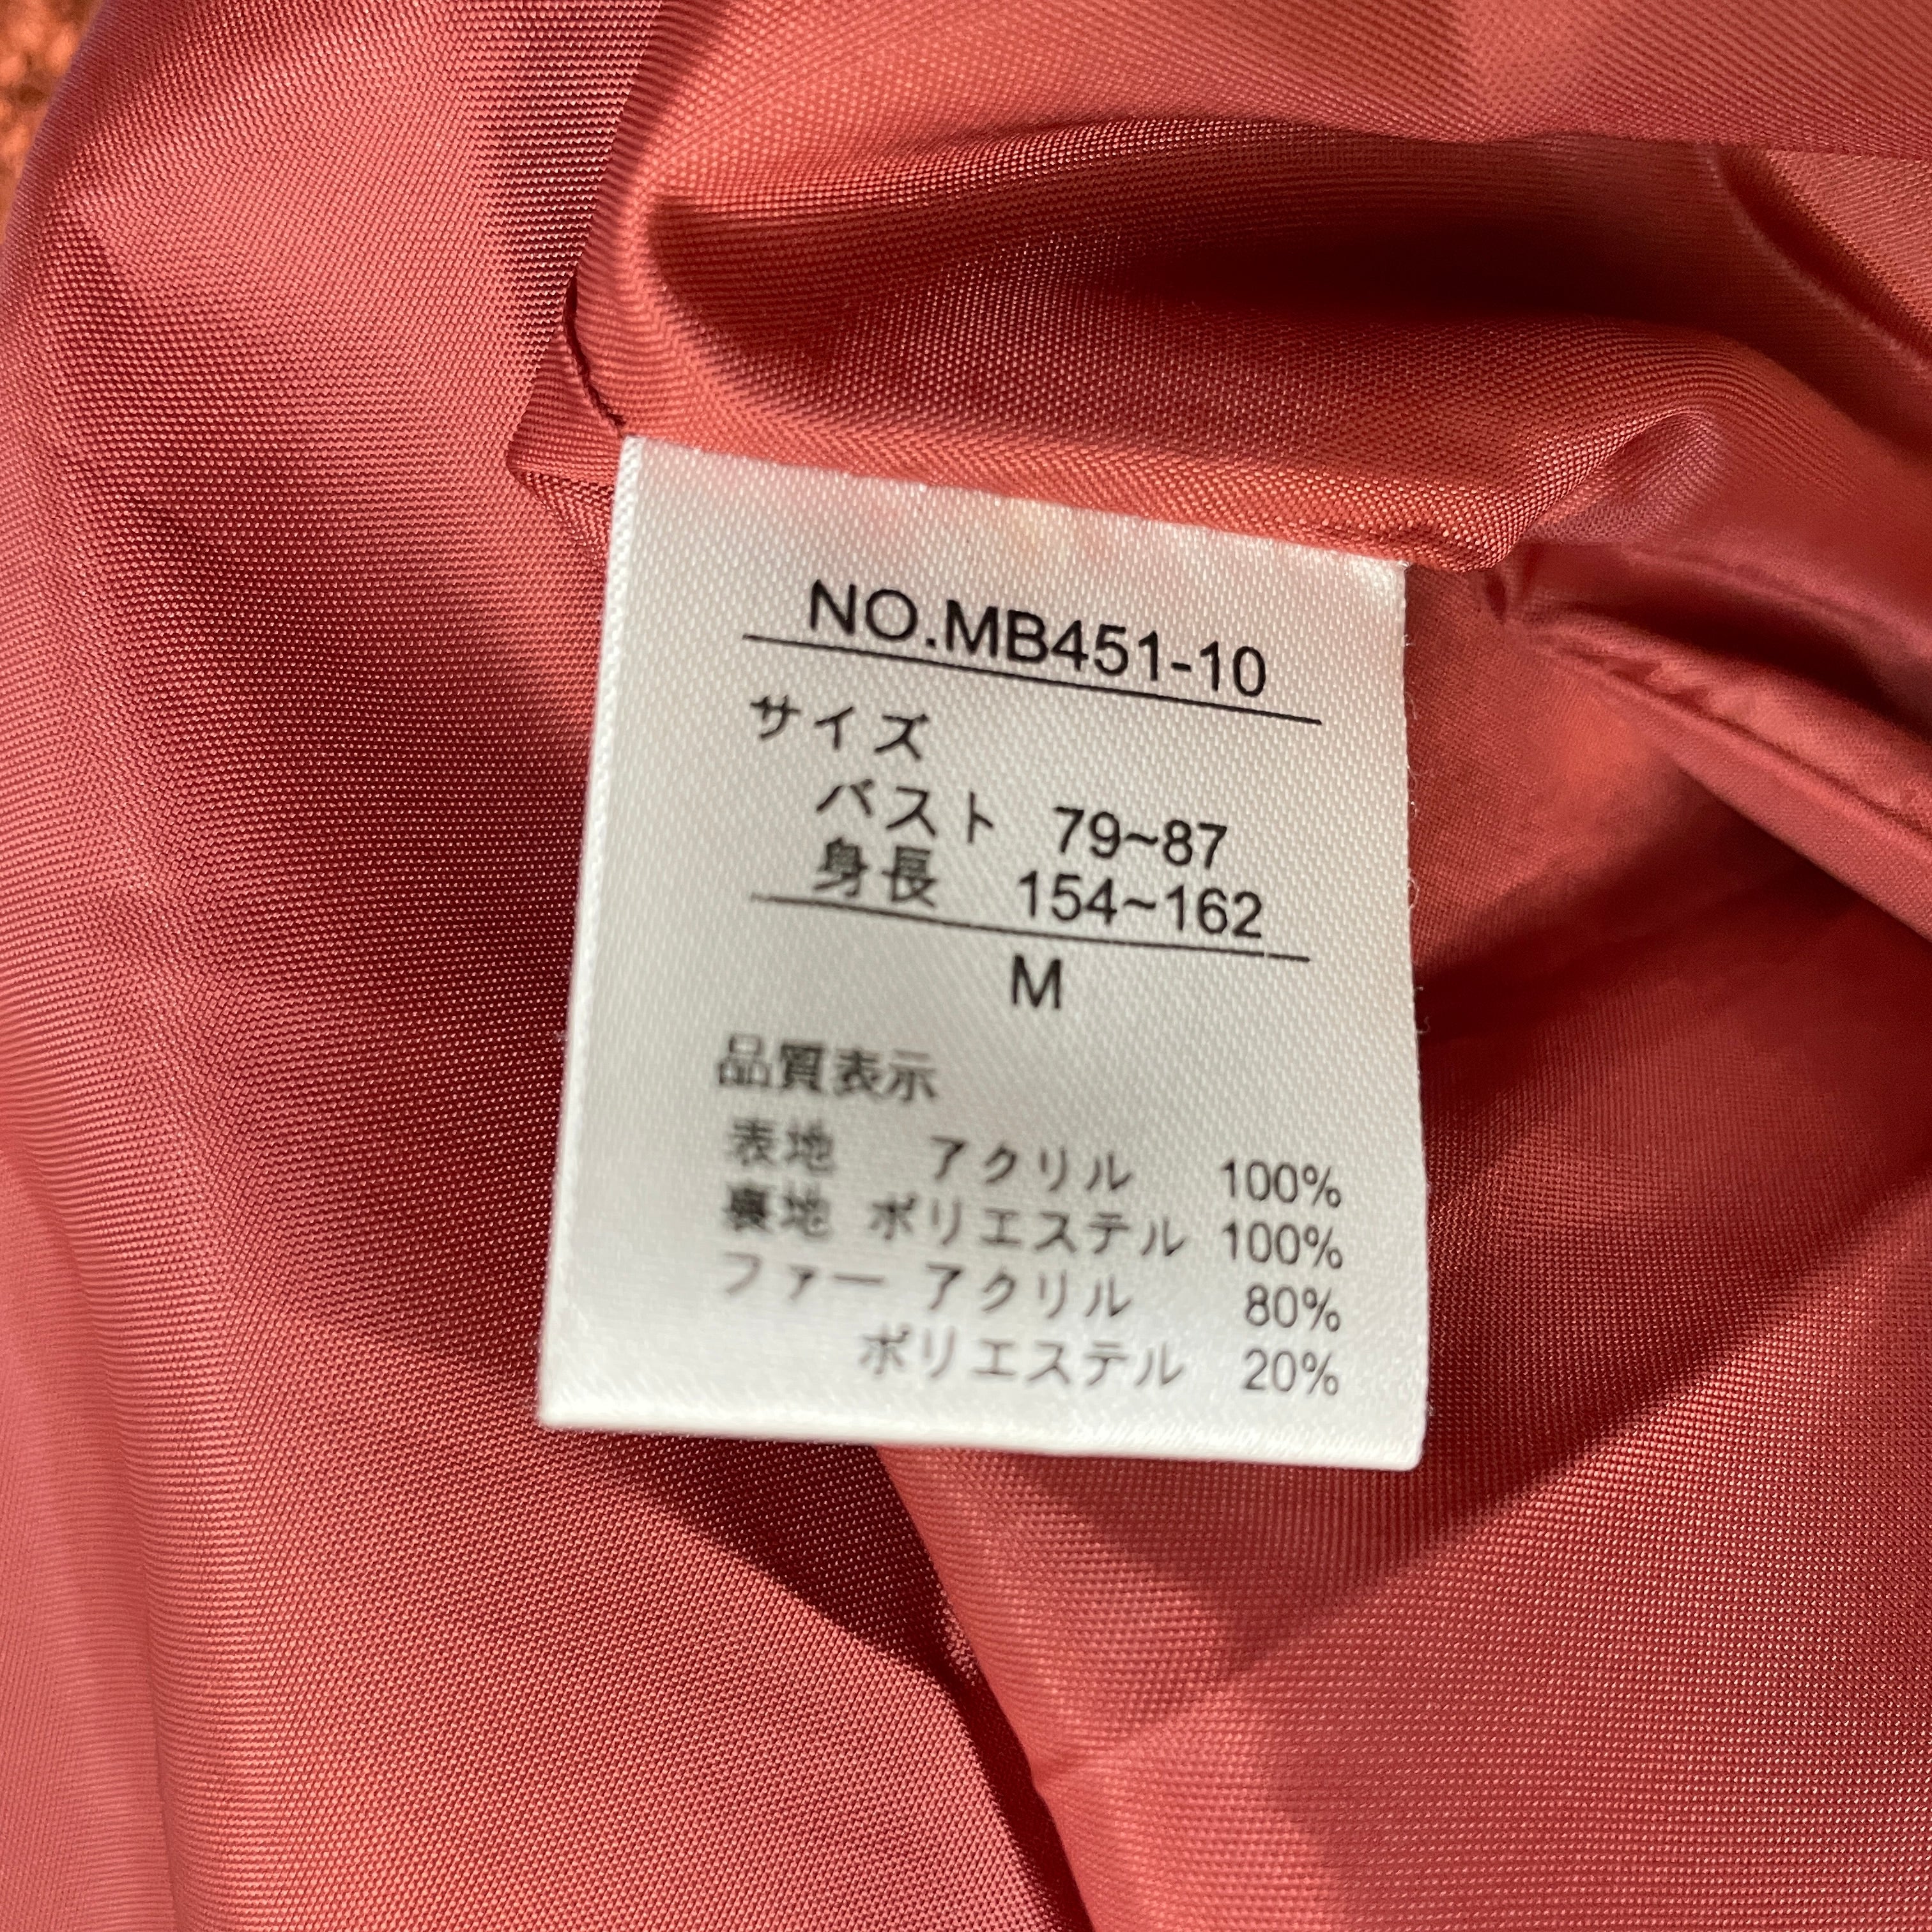 NO.MB451-10
サイズ
バスト 79~87
身長 154~162
M
品質表示
表地 アクリル 100%
裏地 ポリエステル 100%
ファー アクリル 80%
ポリエステル 20%